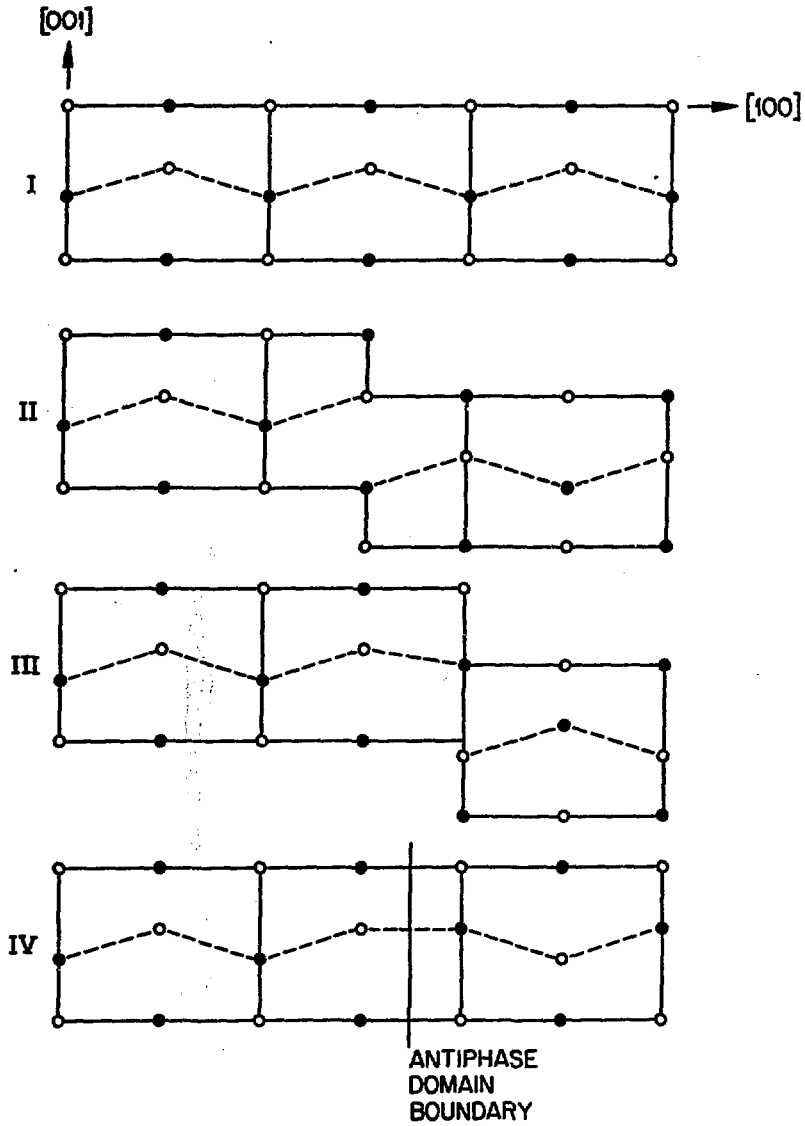 [001]
[100]
I
II
III
IV
ANTIPHASE
DOMAIN
BOUNDARY